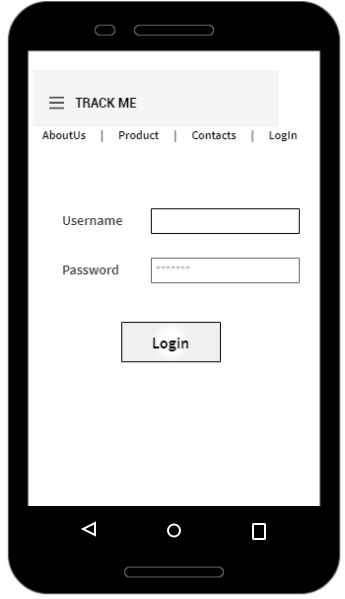 TRACK ME
AboutUs | Product | Contacts | LogIn
Username
Password *******
Login